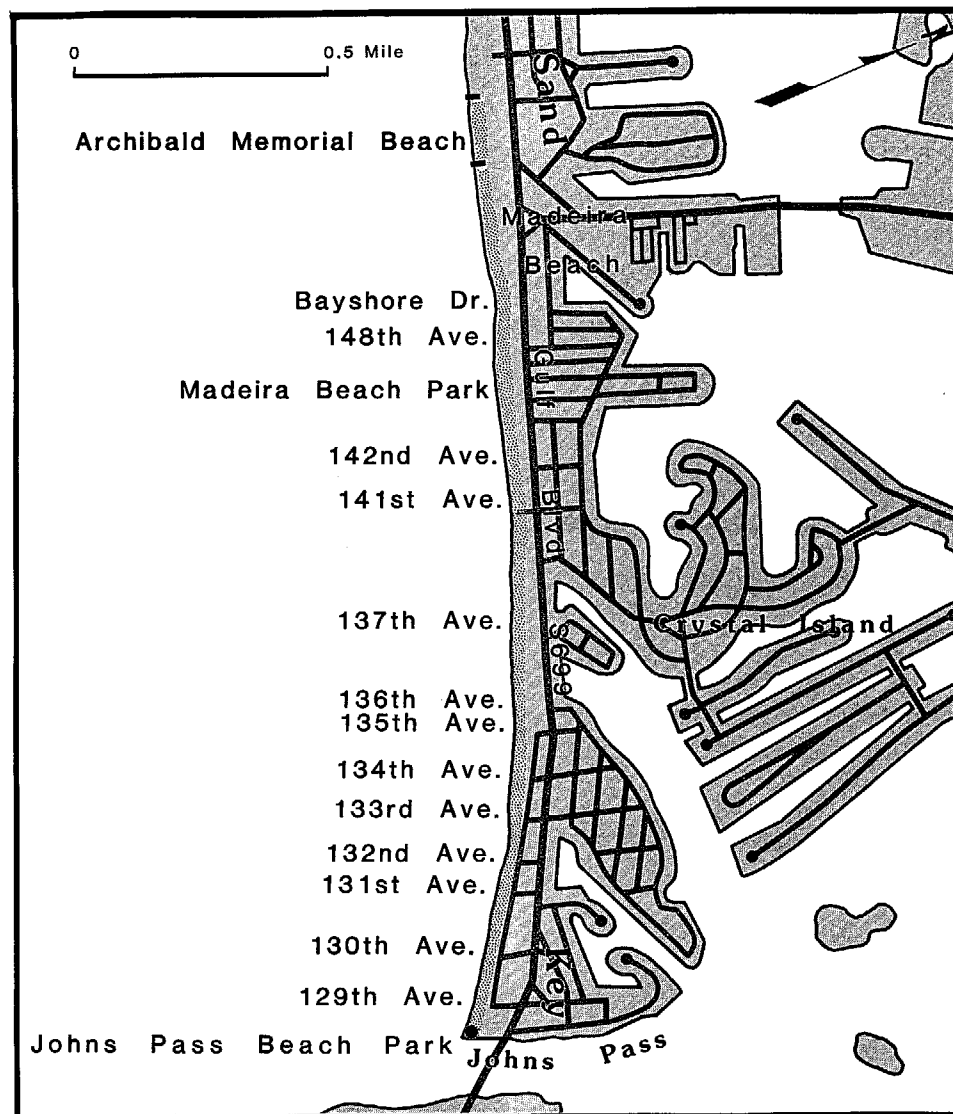 0 0.5 Mile
N
Sand
Archibald Memorial Beach
Madeira
Beach
Bayshore Dr.
148th Ave.
Gulf
Madeira Beach Park
142nd Ave.
141st Ave.
Blvd
137th Ave.
Crystal Island
S699
136th Ave.
135th Ave.
134th Ave.
133rd Ave.
132nd Ave.
131st Ave.
130th Ave.
Key
129th Ave.
Johns Pass Beach Park
Johns Pass